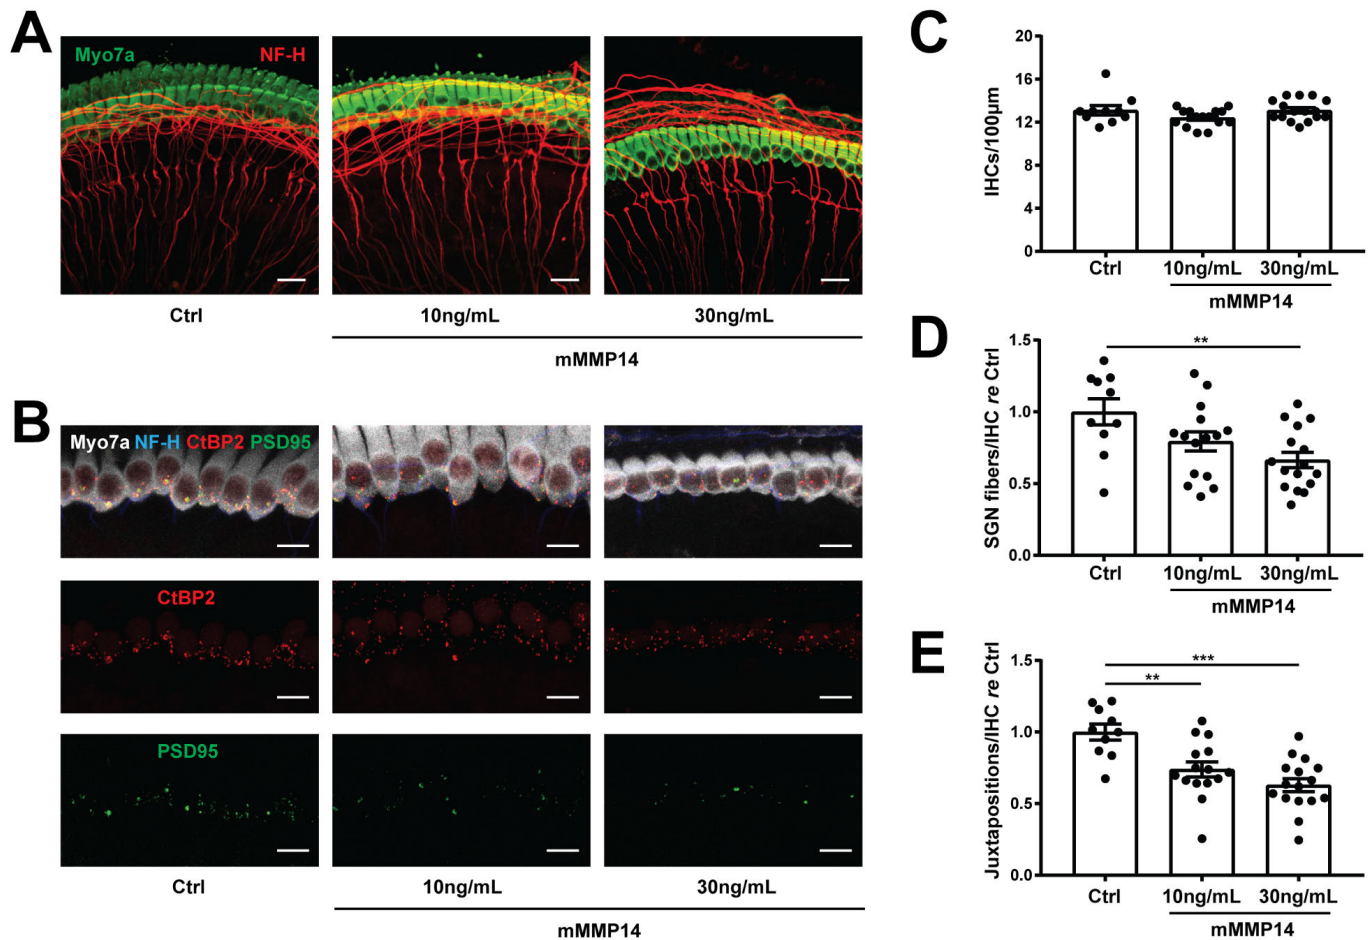 A
Myo7a NF-H
Ctrl 10ng/mL 30ng/mL
mMMP14
B
Myo7a NF-H CtBP2 PSD95
CtBP2
PSD95
Ctrl 10ng/mL 30ng/mL
mMMP14
C
IHCs/100µm
20
16
12
8
4
0
Ctrl 10ng/mL 30ng/mL
mMMP14
D
SGN fibers/IHC re Ctrl
1.5
1.0
0.5
0.0
**
Ctrl 10ng/mL 30ng/mL
mMMP14
E
Juxtapositions/IHC re Ctrl
1.5
1.0
0.5
0.0
***
**
Ctrl 10ng/mL 30ng/mL
mMMP14